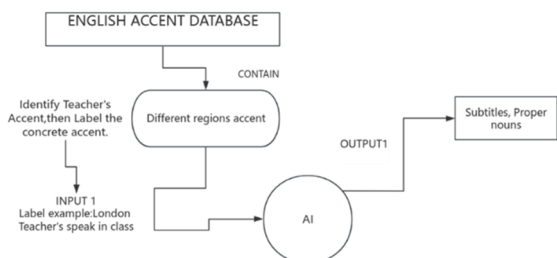 ENGLISH ACCENT DATABASE
CONTAIN
Identify Teacher's
Accent,then Label the
concrete accent.
Different regions accent
Subtitles, Proper
nouns
OUTPUT1
INPUT 1
Label example:London
Teacher's speak in class
AI